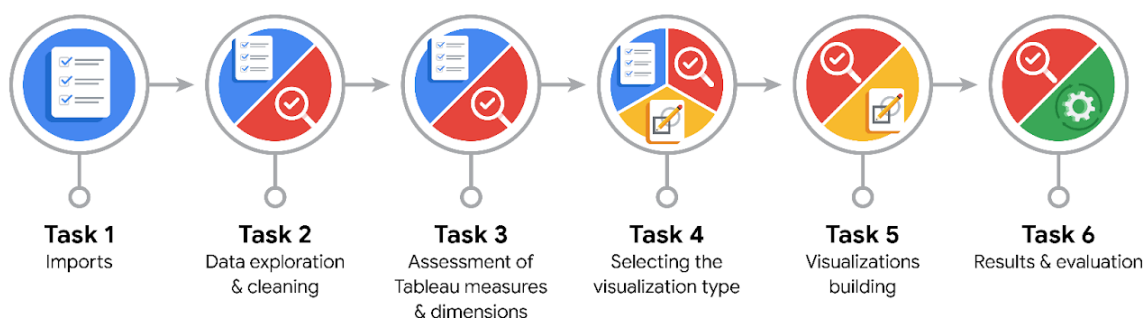 Task 1
Imports
Task 2
Data exploration
& cleaning
Task 3
Assessment of
Tableau measures
& dimensions
Task 4
Selecting the
visualization type
Task 5
Visualizations
building
Task 6
Results & evaluation